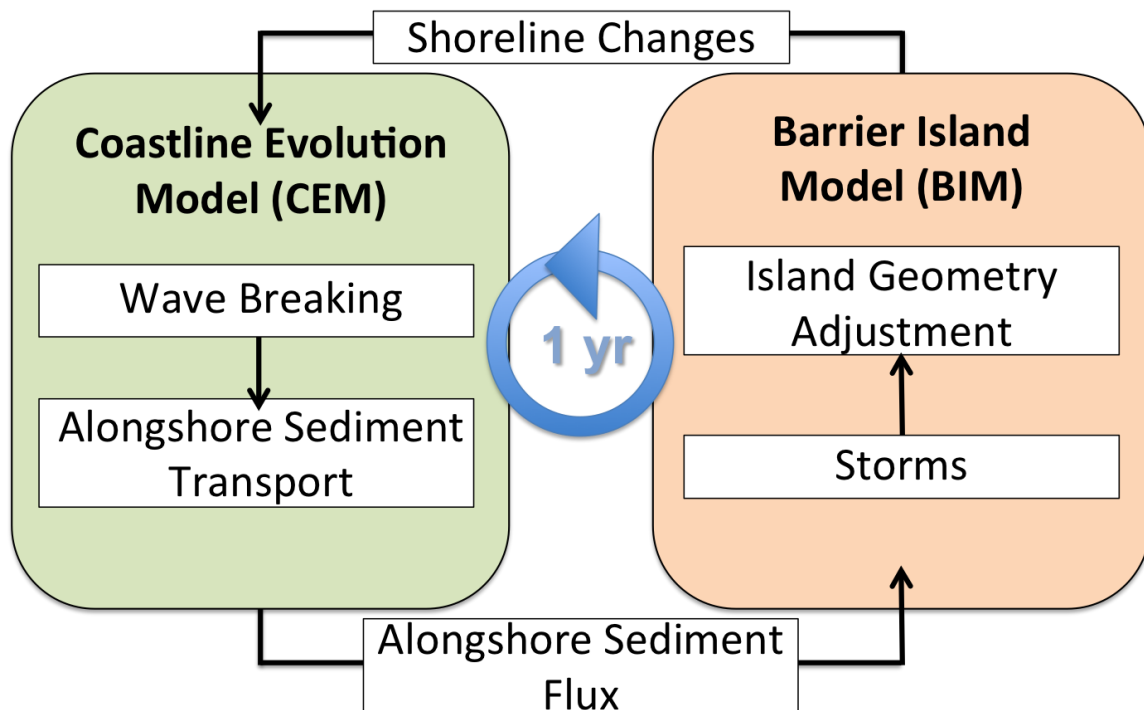 Shoreline Changes
Coastline Evolution
Model (CEM)
Wave Breaking
Alongshore Sediment
Transport
1 yr
Barrier Island
Model (BIM)
Island Geometry
Adjustment
Storms
Alongshore Sediment
Flux